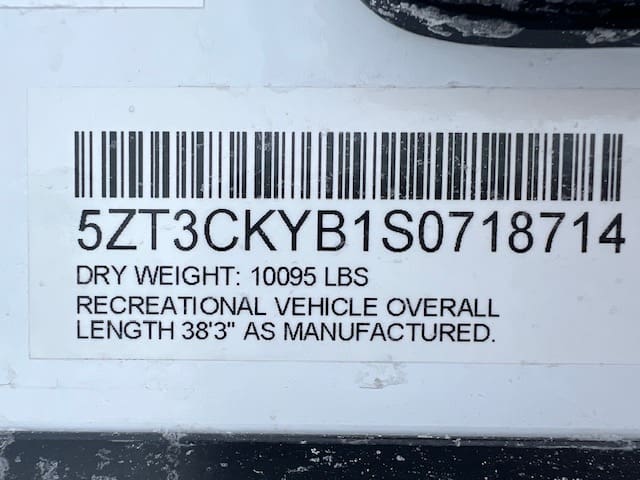 5ZT3CKYB1S0718714
DRY WEIGHT: 10095 LBS
RECREATIONAL VEHICLE OVERALL
LENGTH 38'3" AS MANUFACTURED.